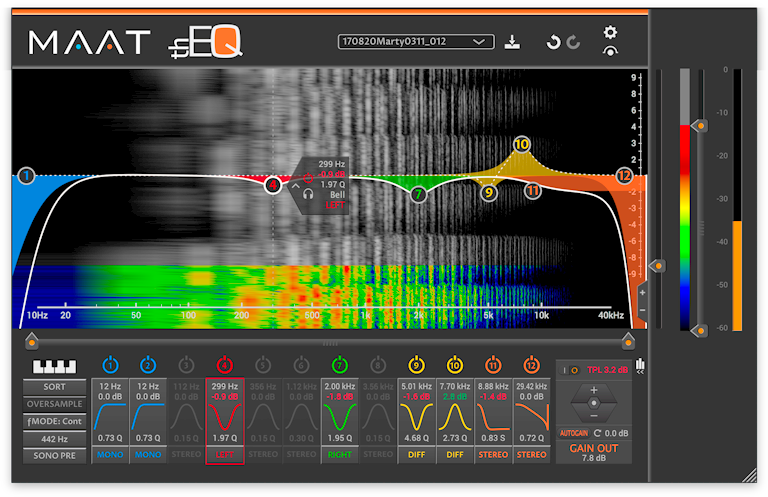 MAAT thEQ
170820Marty0311_012
299 Hz
-0.9 dB
1.97 Q
Bell
LEFT
1 4 7 9 10 11 12
9
8
6
4
3
2
1
-1
-2
-3
-4
-6
-8
-9
0
-10
-20
-30
-40
-50
-60
10Hz 20 50 100 200 500 1k 2k 5k 10k 20k 40kHz
1 2 3 4 5 6 7 8 9 10 11 12
SORT
OVERSAMPLE
ƒMODE: Cont
442 Hz
SONO PRE
12 Hz 12 Hz 112 Hz 299 Hz 356 Hz 1.12 kHz 2.00 kHz 3.56 kHz 5.01 kHz 7.70 kHz 8.88 kHz 29.42 kHz
0.0 dB 0.0 dB 0.0 dB -0.9 dB 0.0 dB 0.0 dB -1.9 dB 0.0 dB -1.6 dB 2.8 dB -1.4 dB 0.0 dB
0.73 Q 0.73 Q 0.15 Q 1.97 Q 0.15 Q 0.30 Q 1.95 Q 0.15 Q 4.68 Q 2.73 Q 0.83 S 0.72 Q
MONO MONO STEREO LEFT STEREO STEREO RIGHT STEREO DIFF DIFF STEREO STEREO
I O TPL 3.2 dB
AUTOGAIN C 0.0 dB
GAIN OUT
7.8 dB